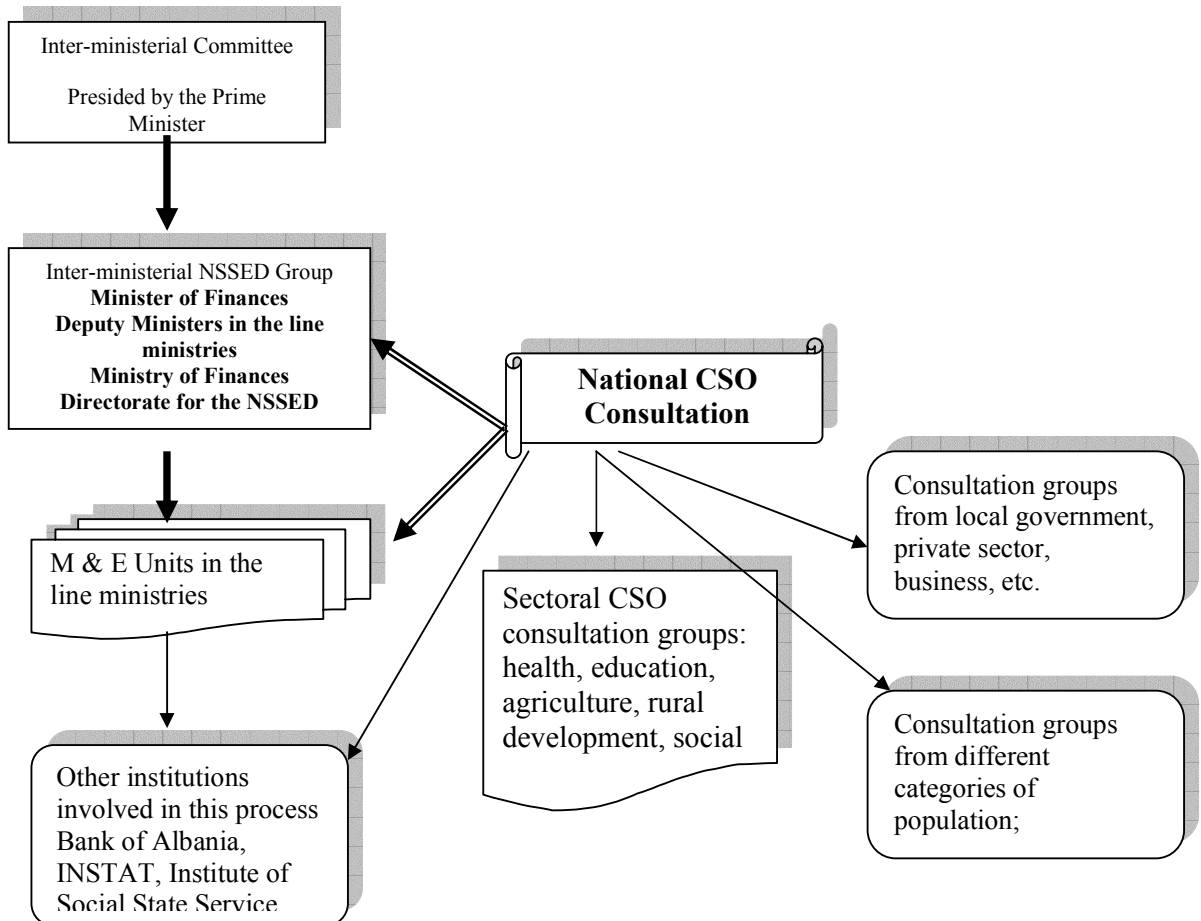 Inter-ministerial Committee
Presided by the Prime
Minister
Inter-ministerial NSSED Group
Minister of Finances
Deputy Ministers in the line
ministries
Ministry of Finances
Directorate for the NSSED
National CSO
Consultation
M & E Units in the
line ministries
Sectoral CSO
consultation groups:
health, education,
agriculture, rural
development, social
Consultation groups
from local government,
private sector,
business, etc.
Consultation groups
from different
categories of
population;
Other institutions
involved in this process
Bank of Albania,
INSTAT, Institute of
Social State Service